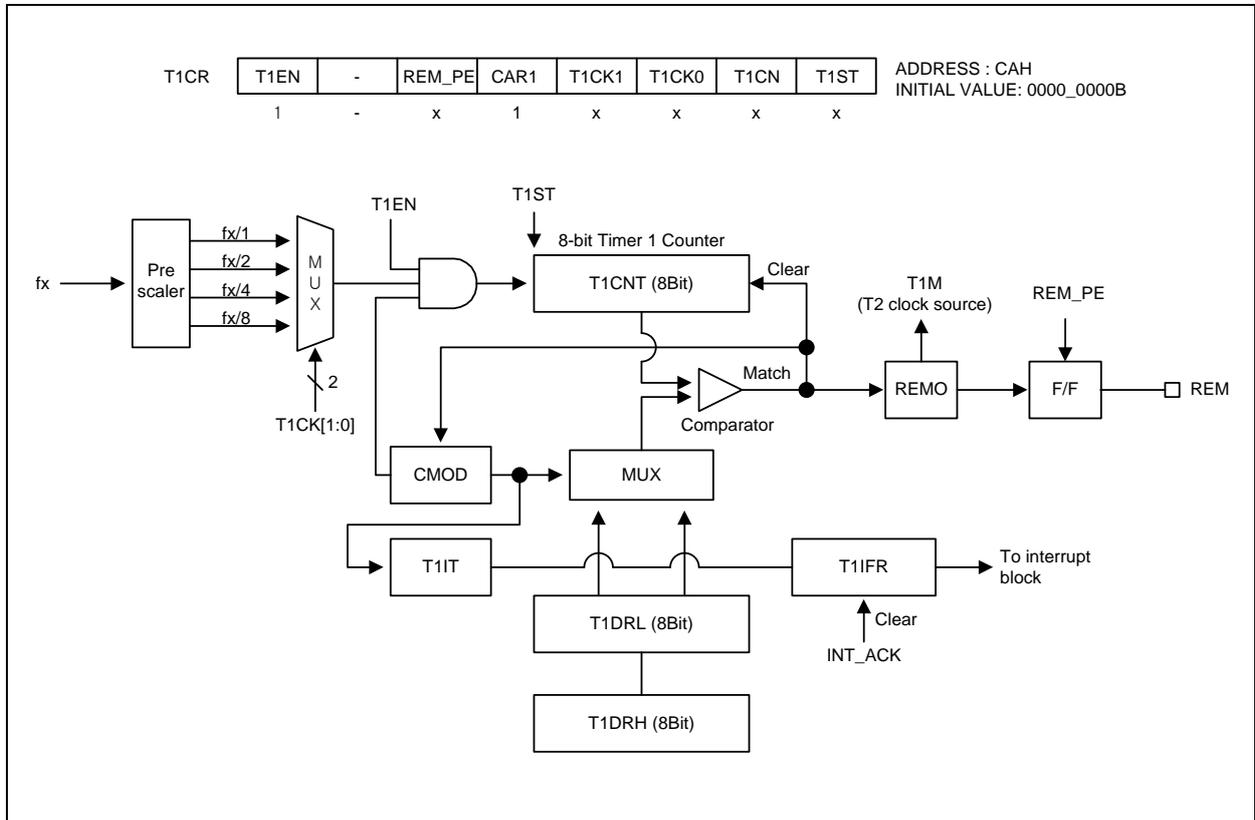 T1CR T1EN - REM_PE CAR1 T1CK1 T1CK0 T1CN T1ST
ADDRESS : CAH
INITIAL VALUE: 0000_0000B
1 - x 1 x x x x
T1ST
T1EN
8-bit Timer 1 Counter
fx
Pre
scaler
fx/1
fx/2
fx/4
fx/8
M
U
X
2
T1CK[1:0]
T1CNT (8Bit)
Clear
T1M
(T2 clock source)
REM_PE
Match
Comparator
REMO
F/F
REM
CMOD
MUX
T1IT
T1IFR
To interrupt
block
Clear
INT_ACK
T1DRL (8Bit)
T1DRH (8Bit)